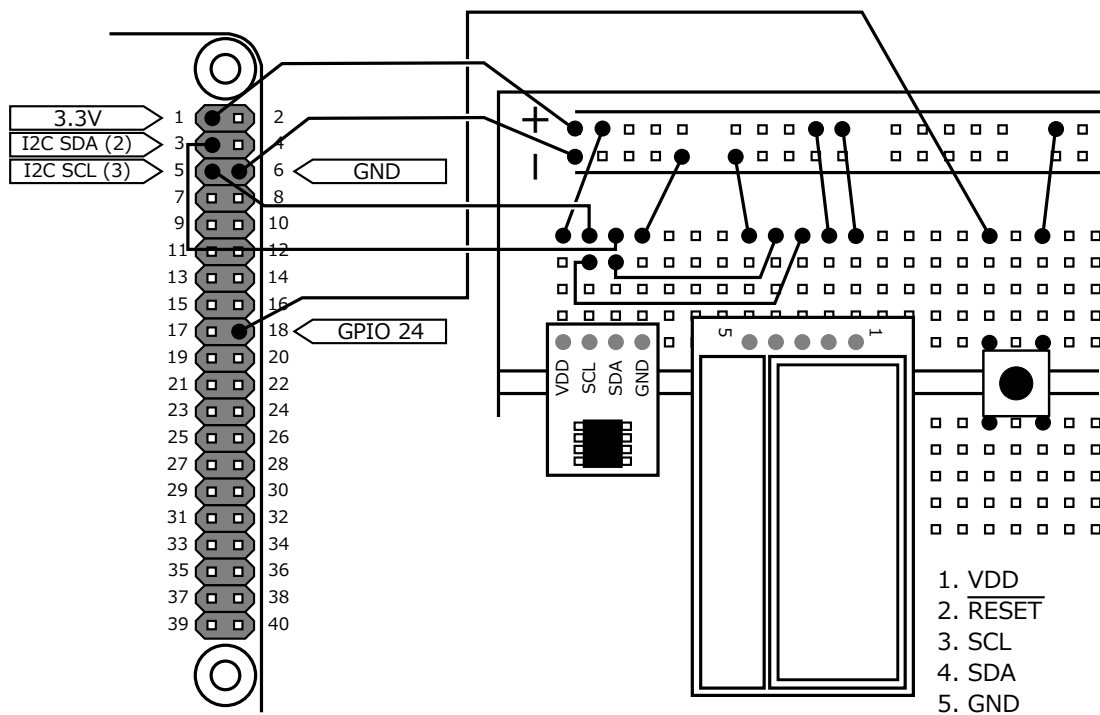 3.3V 1 2
I2C SDA (2) 3 4
I2C SCL (3) 5 6 GND
7 8
9 10
11 12
13 14
15 16
17 18 GPIO 24
19 20
21 22
23 24
25 26
27 28
29 30
31 32
33 34
35 36
37 38
39 40
+
−
VDD
SCL
SDA
GND
5
1
1. VDD
2. RESET
3. SCL
4. SDA
5. GND